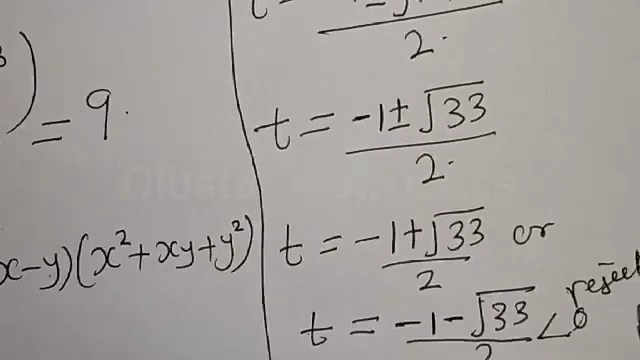 ) = 9.
x-y)(x²+xy+y²)
2.
t = -1±√33
2.
t = -1+√33 or
2
t = -1-√33 <0 reject
2